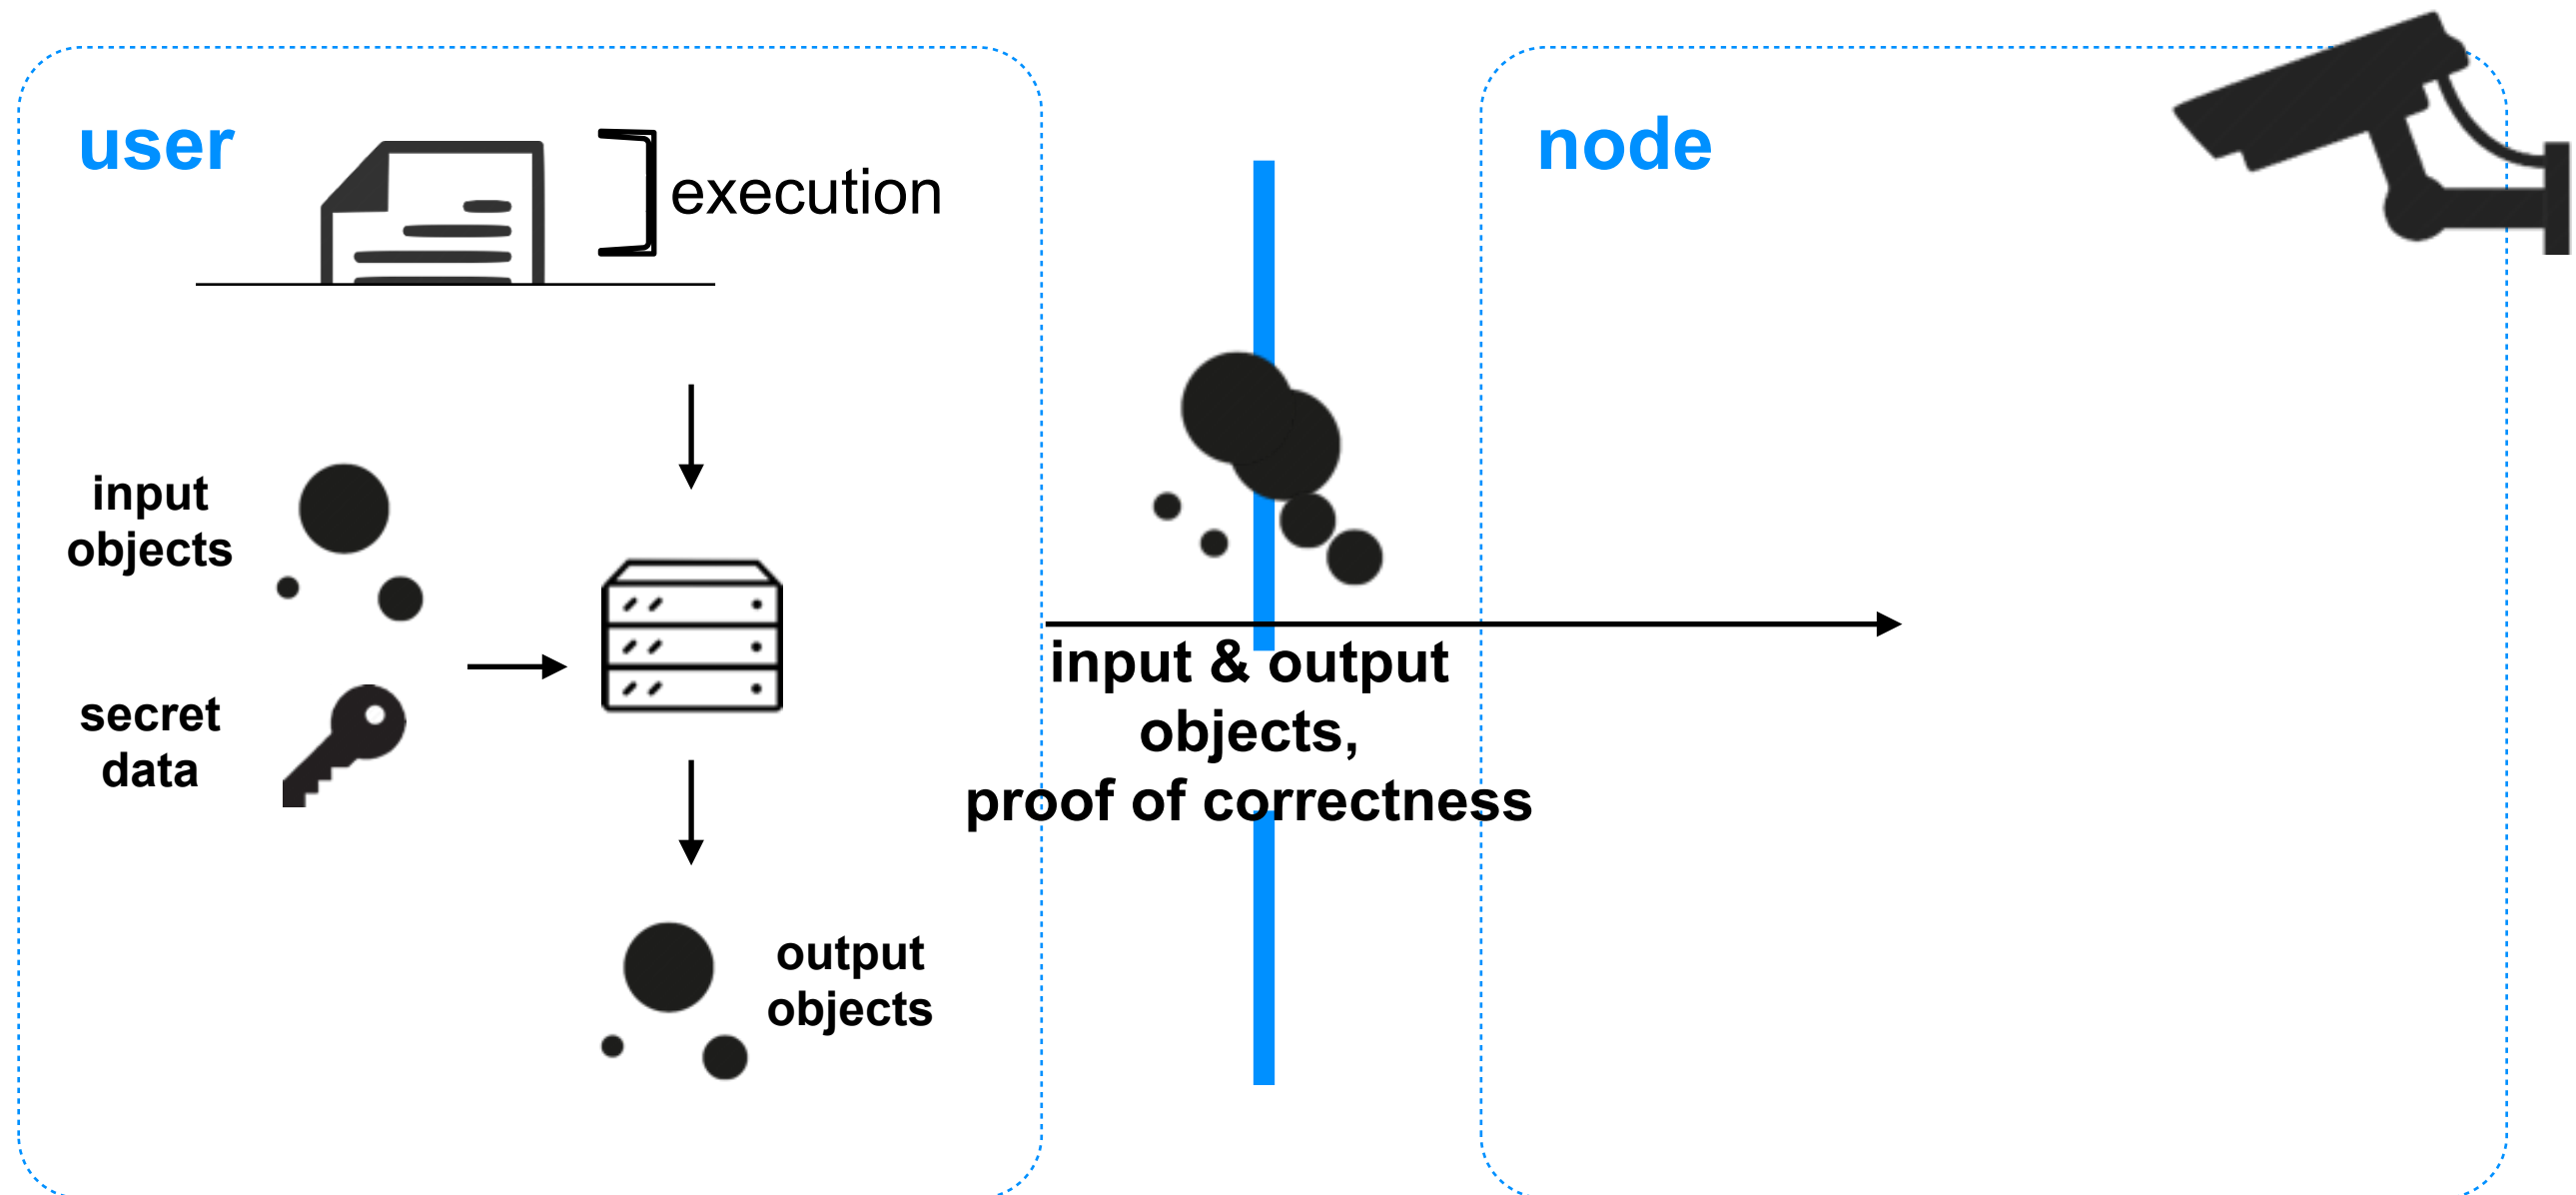 user
execution
node
input
objects
secret
data
input & output
objects,
proof of correctness
output
objects